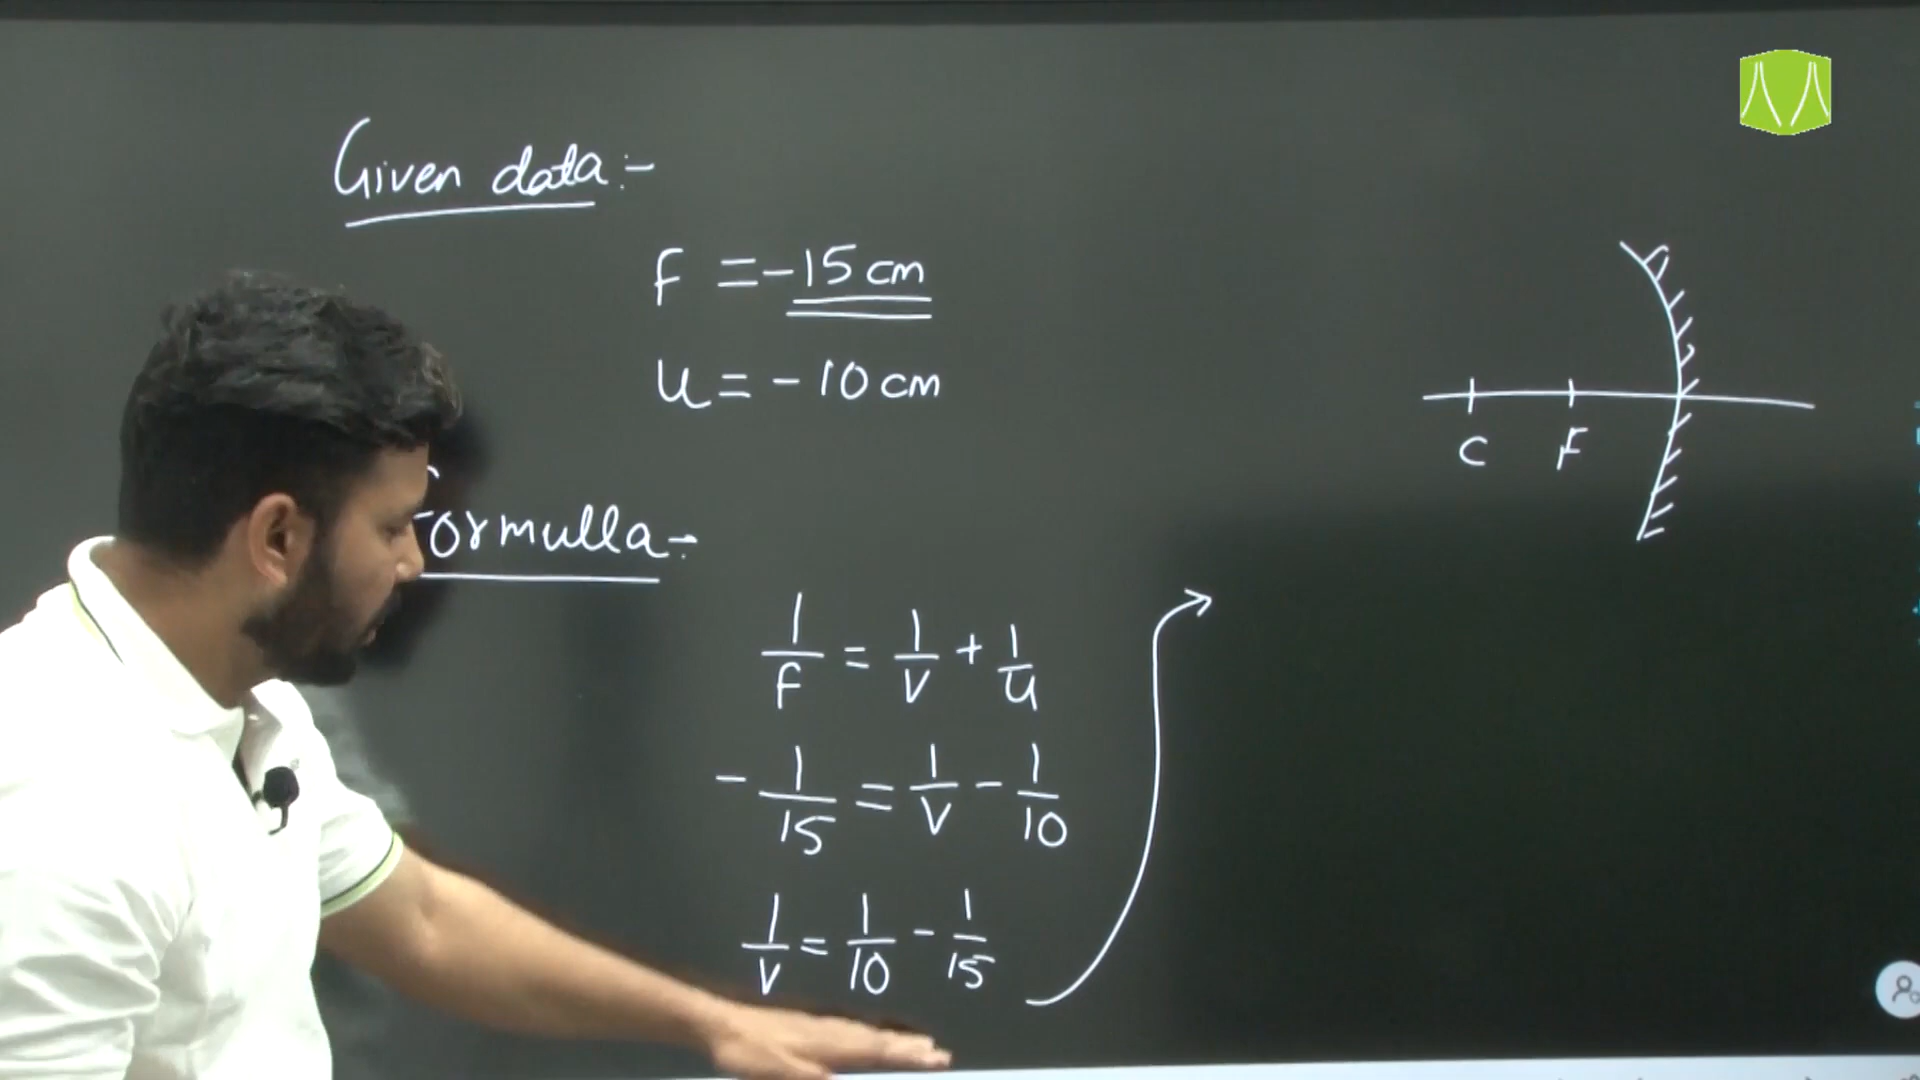 Given data:-
F = -15 cm
u = - 10 cm
Formulla:-
1/F = 1/v + 1/u
- 1/15 = 1/v - 1/10
1/v = 1/10 - 1/15
C F